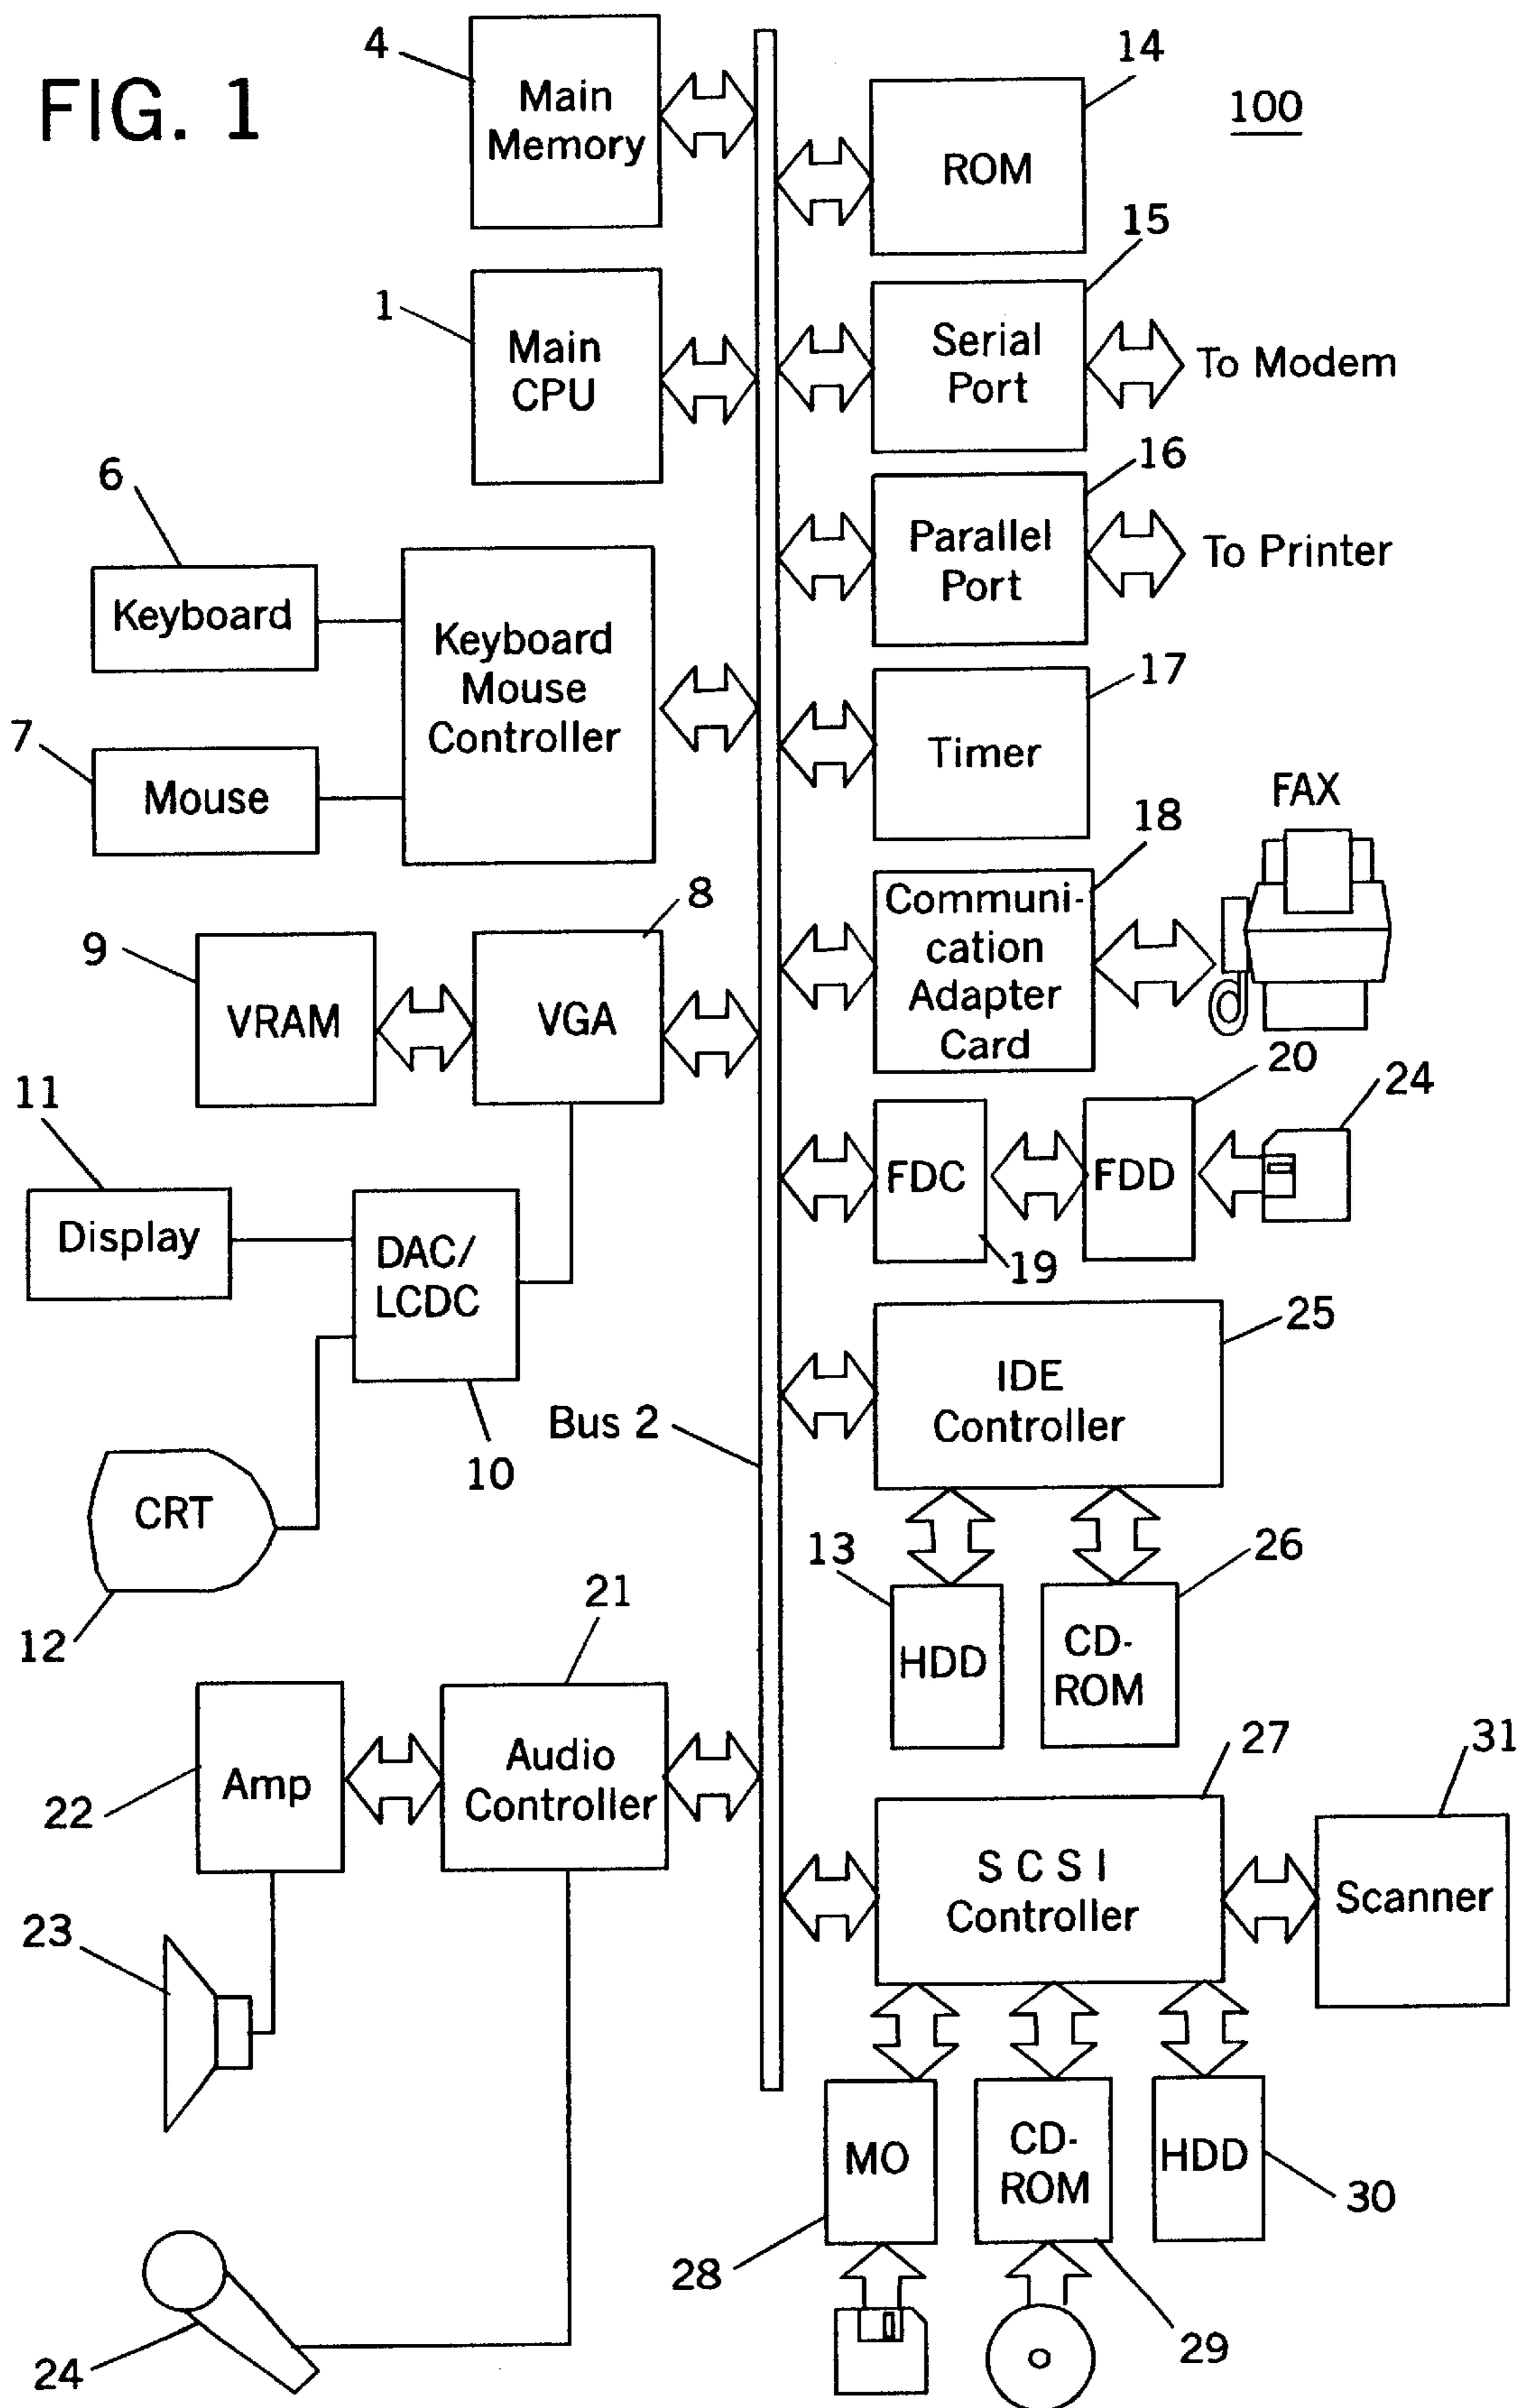 FIG. 1
100
4
Main
Memory
14
ROM
1
Main
CPU
15
Serial
Port
To Modem
16
Parallel
Port
To Printer
6
Keyboard
7
Mouse
Keyboard
Mouse
Controller
17
Timer
18
Communi-
cation
Adapter
Card
FAX
9
VRAM
8
VGA
19
FDC
20
FDD
24
11
Display
DAC/
LCDC
10
CRT
12
Bus 2
25
IDE
Controller
13
HDD
26
CD-
ROM
21
Audio
Controller
22
Amp
23
24
27
S C S I
Controller
31
Scanner
28
MO
29
CD-
ROM
30
HDD